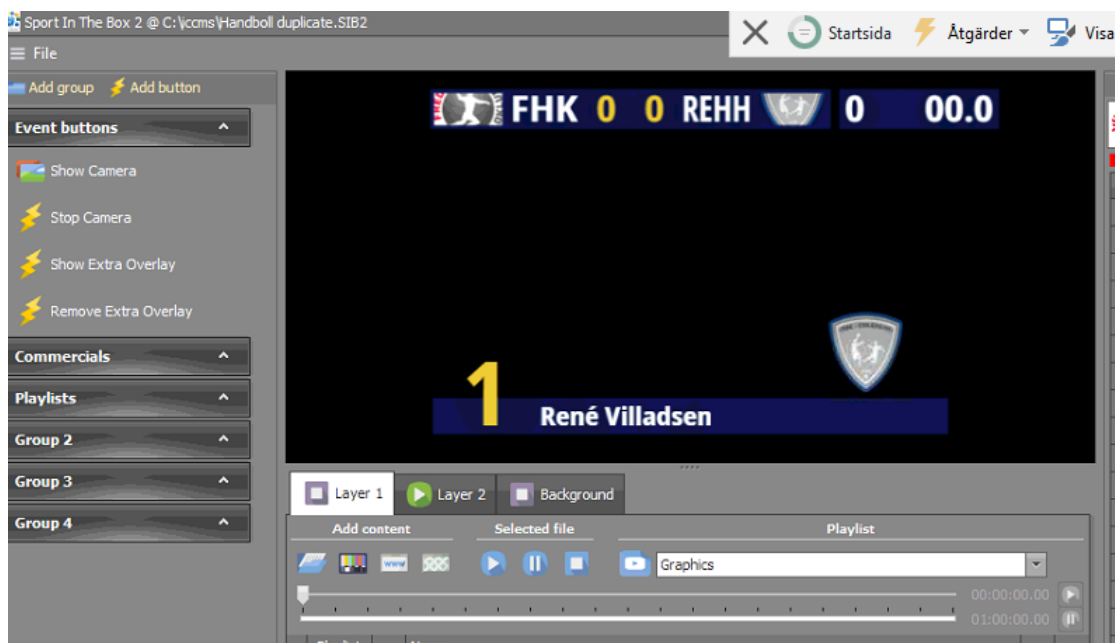 Sport In The Box 2 @ C:\jccms\Handboll duplicate.SIB2
Startsida Åtgärder Visa
File
Add group Add button
Event buttons
Show Camera
Stop Camera
Show Extra Overlay
Remove Extra Overlay
Commercials
Playlists
Group 2
Group 3
Group 4
FHK 0 0 REHH 0 00.0
1
René Villadsen
Layer 1 Layer 2 Background
Add content Selected file Playlist
www Graphics
00:00:00.00
01:00:00.00